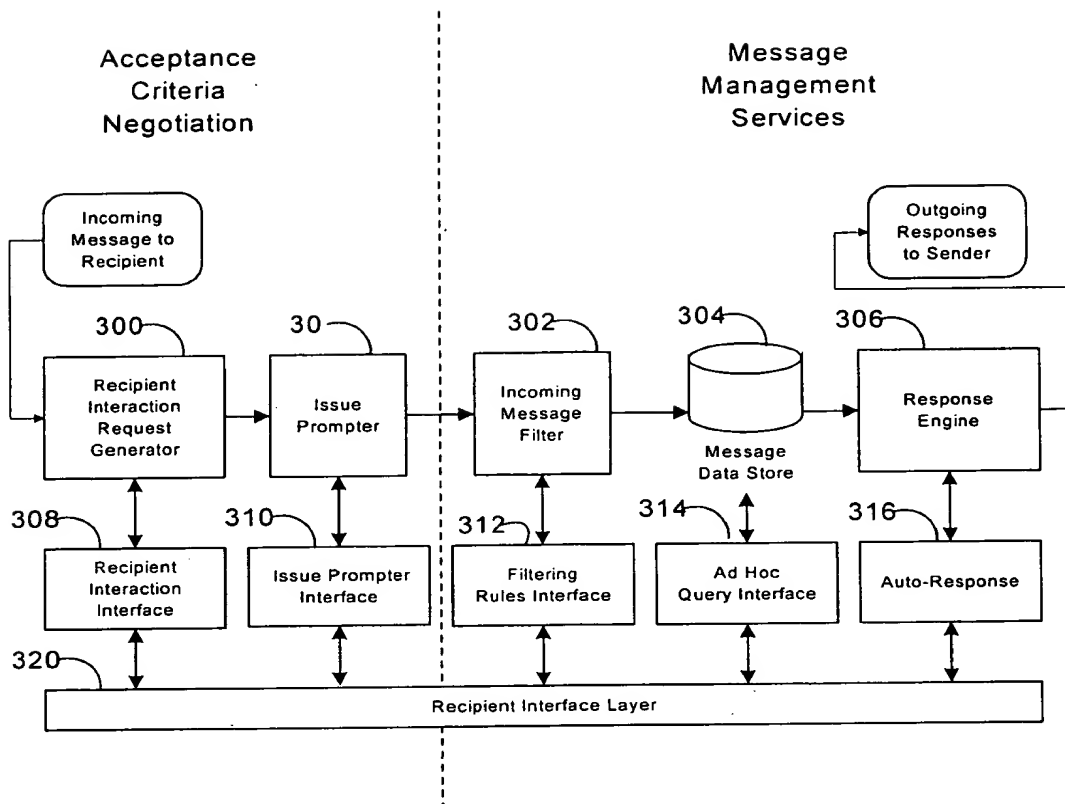 Acceptance
Criteria
Negotiation
Message
Management
Services
Incoming
Message to
Recipient
Outgoing
Responses
to Sender
300
30
302
304
306
Recipient
Interaction
Request
Generator
Issue
Prompter
Incoming
Message
Filter
Message
Data Store
Response
Engine
308
310
312
314
316
Recipient
Interaction
Interface
Issue Prompter
Interface
Filtering
Rules Interface
Ad Hoc
Query Interface
Auto-Response
320
Recipient Interface Layer